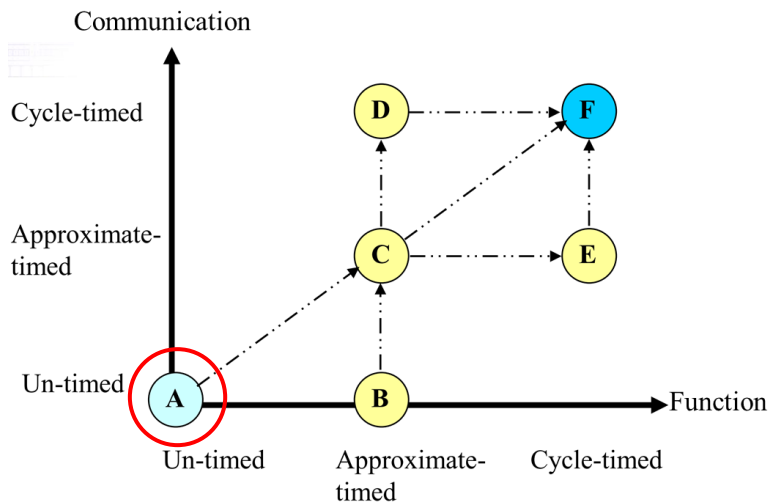 Communication
Cycle-timed
D
F
Approximate-
timed
C
E
Un-timed
A
B
Function
Un-timed
Approximate-
timed
Cycle-timed